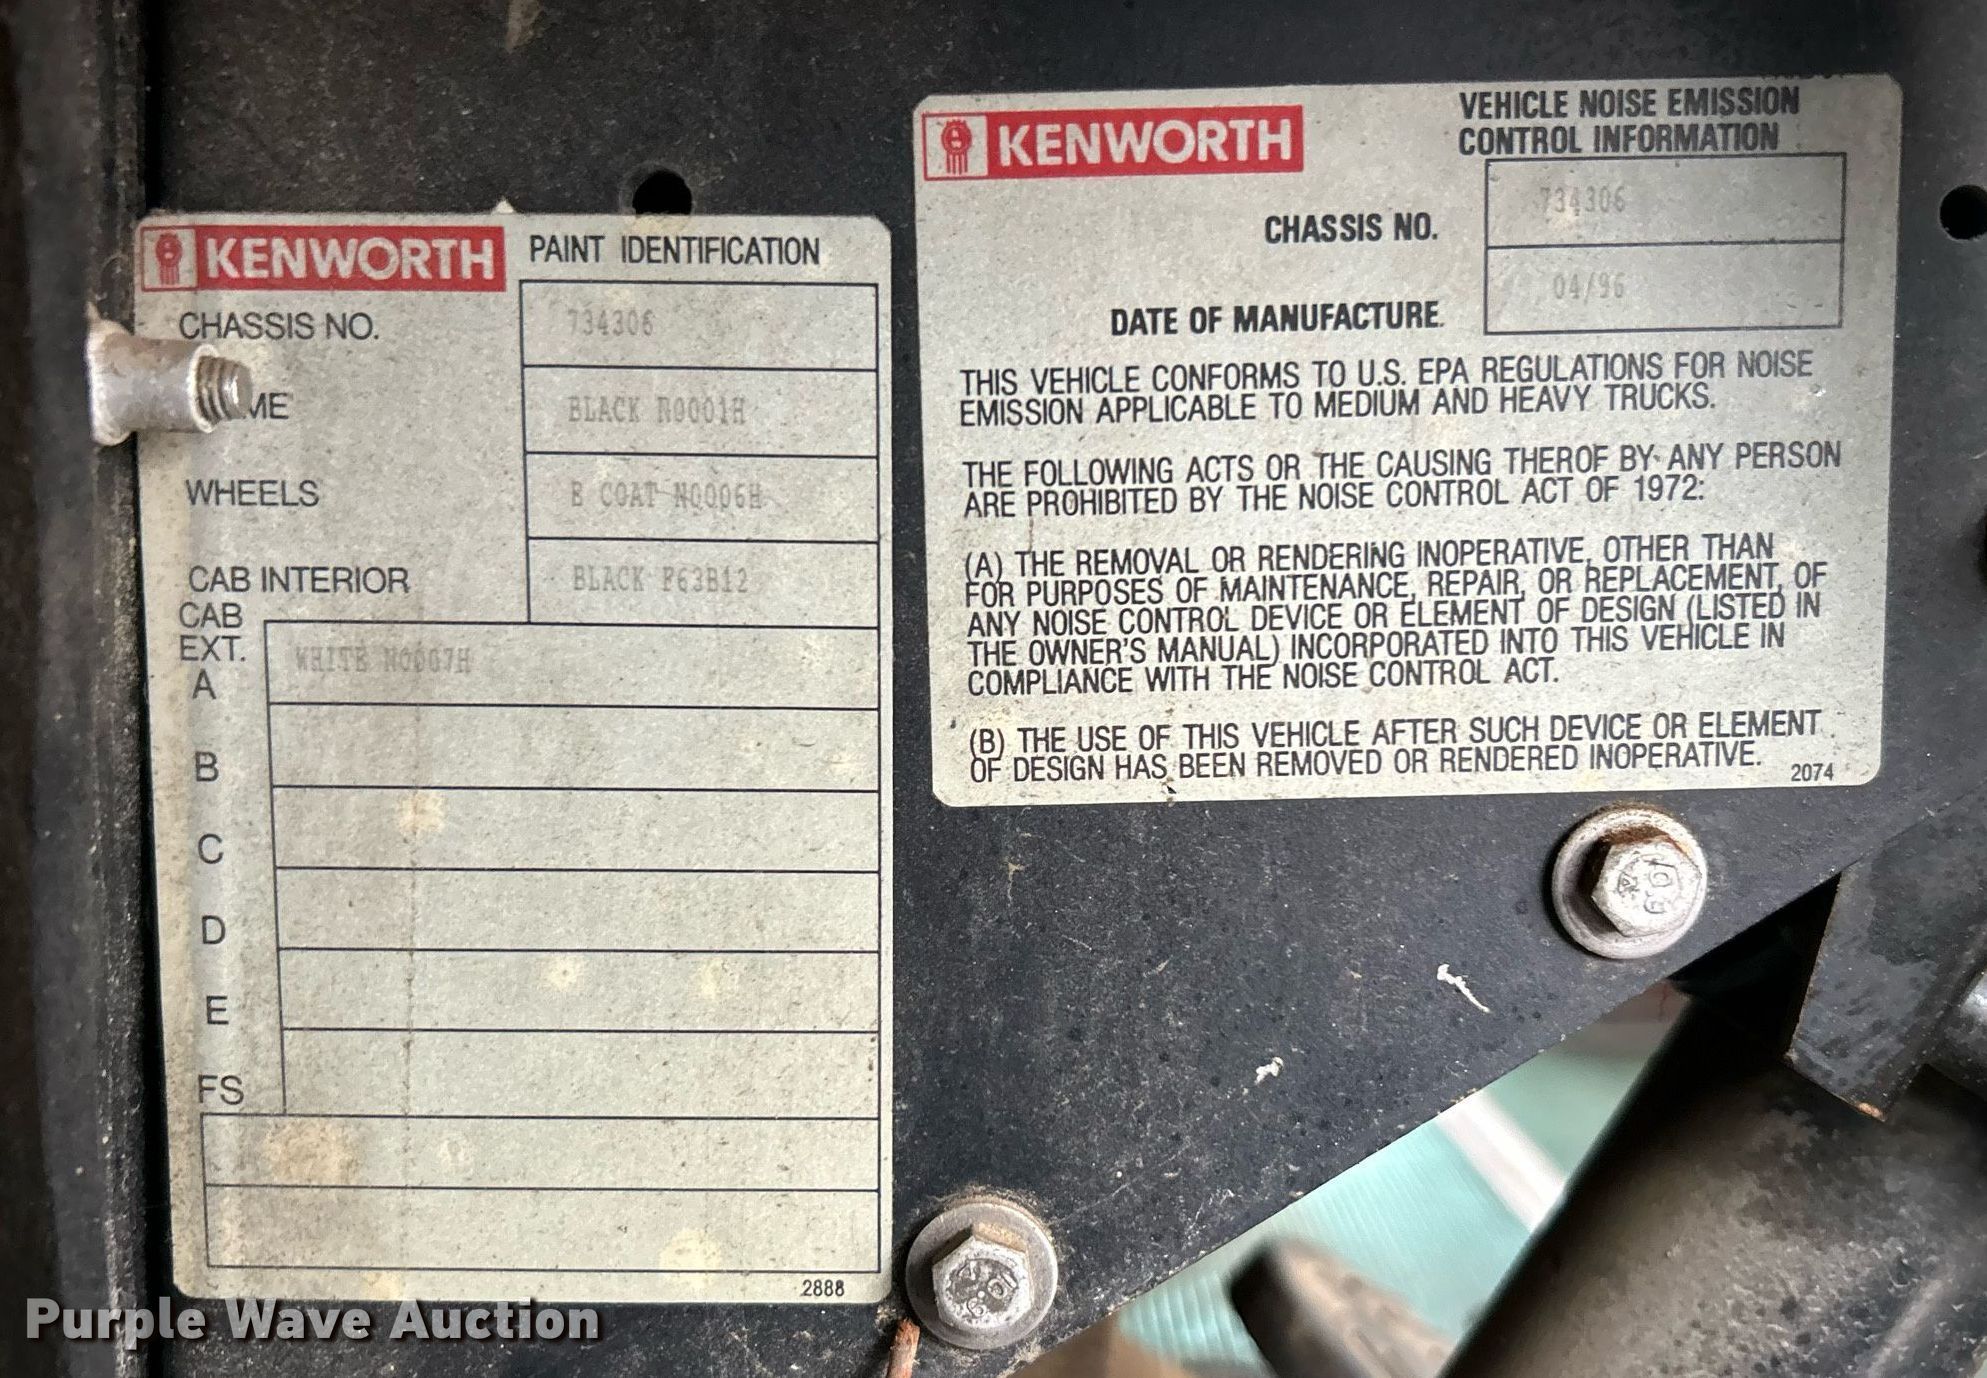 KENWORTH PAINT IDENTIFICATION
CHASSIS NO. 734306
ME BLACK N0001H
WHEELS E COAT N0006H
CAB INTERIOR BLACK P63B12
CAB
EXT.
A WHITE N0007H
B
C
D
E
FS
2888
KENWORTH
VEHICLE NOISE EMISSION
CONTROL INFORMATION
CHASSIS NO. 734306
DATE OF MANUFACTURE. 04/96
THIS VEHICLE CONFORMS TO U.S. EPA REGULATIONS FOR NOISE
EMISSION APPLICABLE TO MEDIUM AND HEAVY TRUCKS.
THE FOLLOWING ACTS OR THE CAUSING THEROF BY ANY PERSON
ARE PROHIBITED BY THE NOISE CONTROL ACT OF 1972:
(A) THE REMOVAL OR RENDERING INOPERATIVE, OTHER THAN
FOR PURPOSES OF MAINTENANCE, REPAIR, OR REPLACEMENT, OF
ANY NOISE CONTROL DEVICE OR ELEMENT OF DESIGN (LISTED IN
THE OWNER'S MANUAL) INCORPORATED INTO THIS VEHICLE IN
COMPLIANCE WITH THE NOISE CONTROL ACT.
(B) THE USE OF THIS VEHICLE AFTER SUCH DEVICE OR ELEMENT
OF DESIGN HAS BEEN REMOVED OR RENDERED INOPERATIVE.
2074
10.9
10.9
Purple Wave Auction